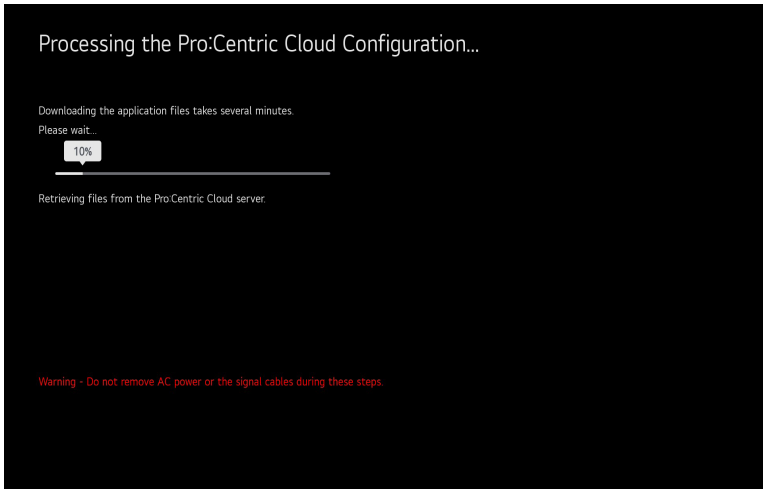 Processing the Pro:Centric Cloud Configuration...
Downloading the application files takes several minutes.
Please wait...
10%
Retrieving files from the Pro:Centric Cloud server.
Warning - Do not remove AC power or the signal cables during these steps.